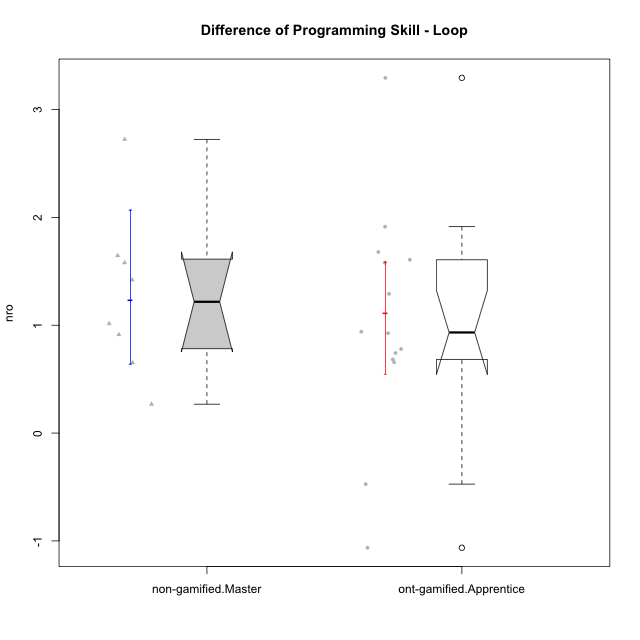 Difference of Programming Skill - Loop
nro
3
2
1
0
-1
non-gamified.Master
ont-gamified.Apprentice